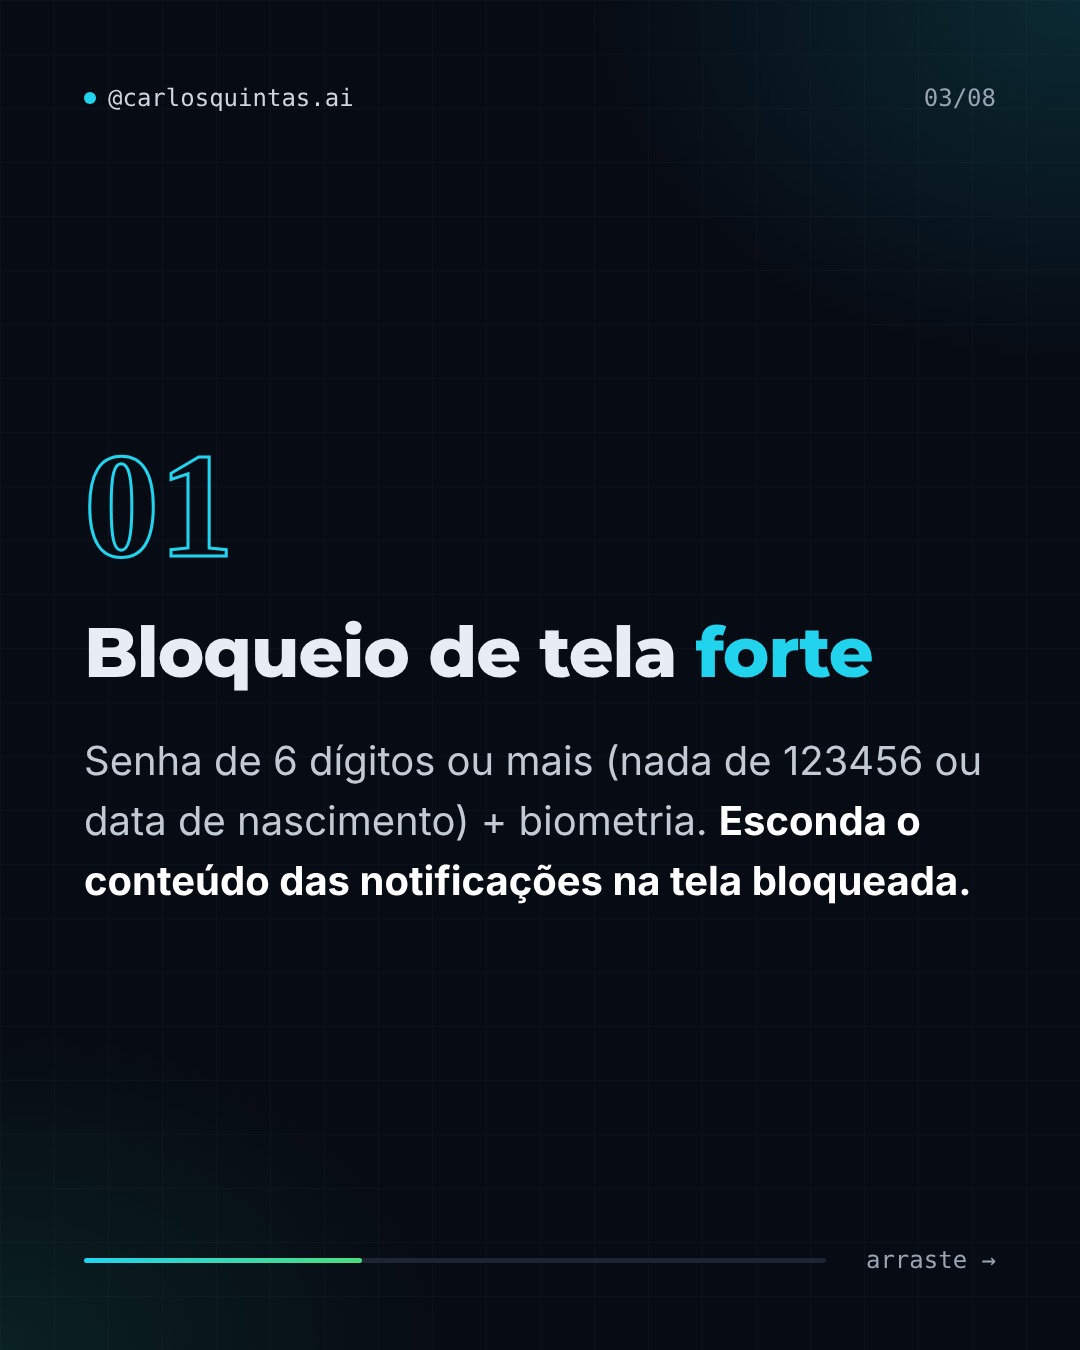 @carlosquintas.ai
03/08
01
Bloqueio de tela forte
Senha de 6 dígitos ou mais (nada de 123456 ou
data de nascimento) + biometria. Esconda o
conteúdo das notificações na tela bloqueada.
arraste →